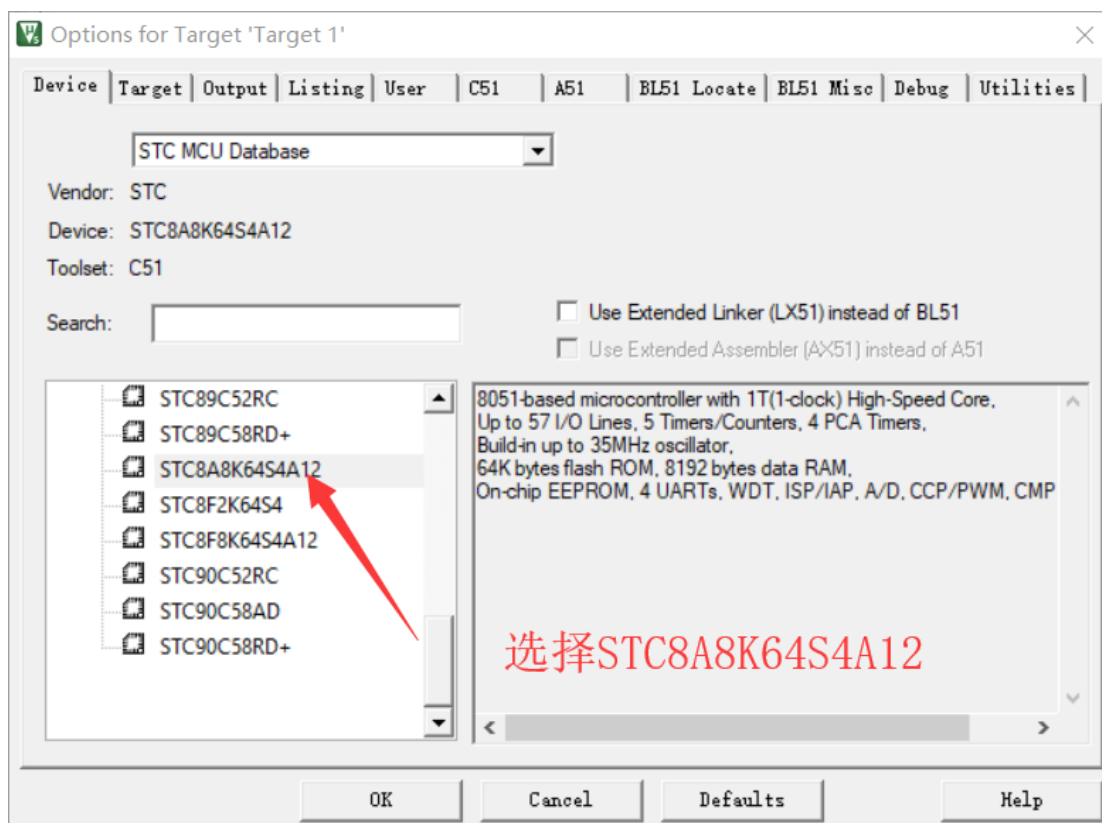 Options for Target 'Target 1'
Device Target Output Listing User C51 A51 BL51 Locate BL51 Misc Debug Utilities
STC MCU Database
Vendor: STC
Device: STC8A8K64S4A12
Toolset: C51
Search:
Use Extended Linker (LX51) instead of BL51
Use Extended Assembler (AX51) instead of A51
STC89C52RC
STC89C58RD+
STC8A8K64S4A12
STC8F2K64S4
STC8F8K64S4A12
STC90C52RC
STC90C58AD
STC90C58RD+
8051-based microcontroller with 1T(1-clock) High-Speed Core,
Up to 57 I/O Lines, 5 Timers/Counters, 4 PCA Timers,
Build-in up to 35MHz oscillator,
64K bytes flash ROM, 8192 bytes data RAM,
On-chip EEPROM, 4 UARTs, WDT, ISP/IAP, A/D, CCP/PWM, CMP
选择STC8A8K64S4A12
OK Cancel Defaults Help